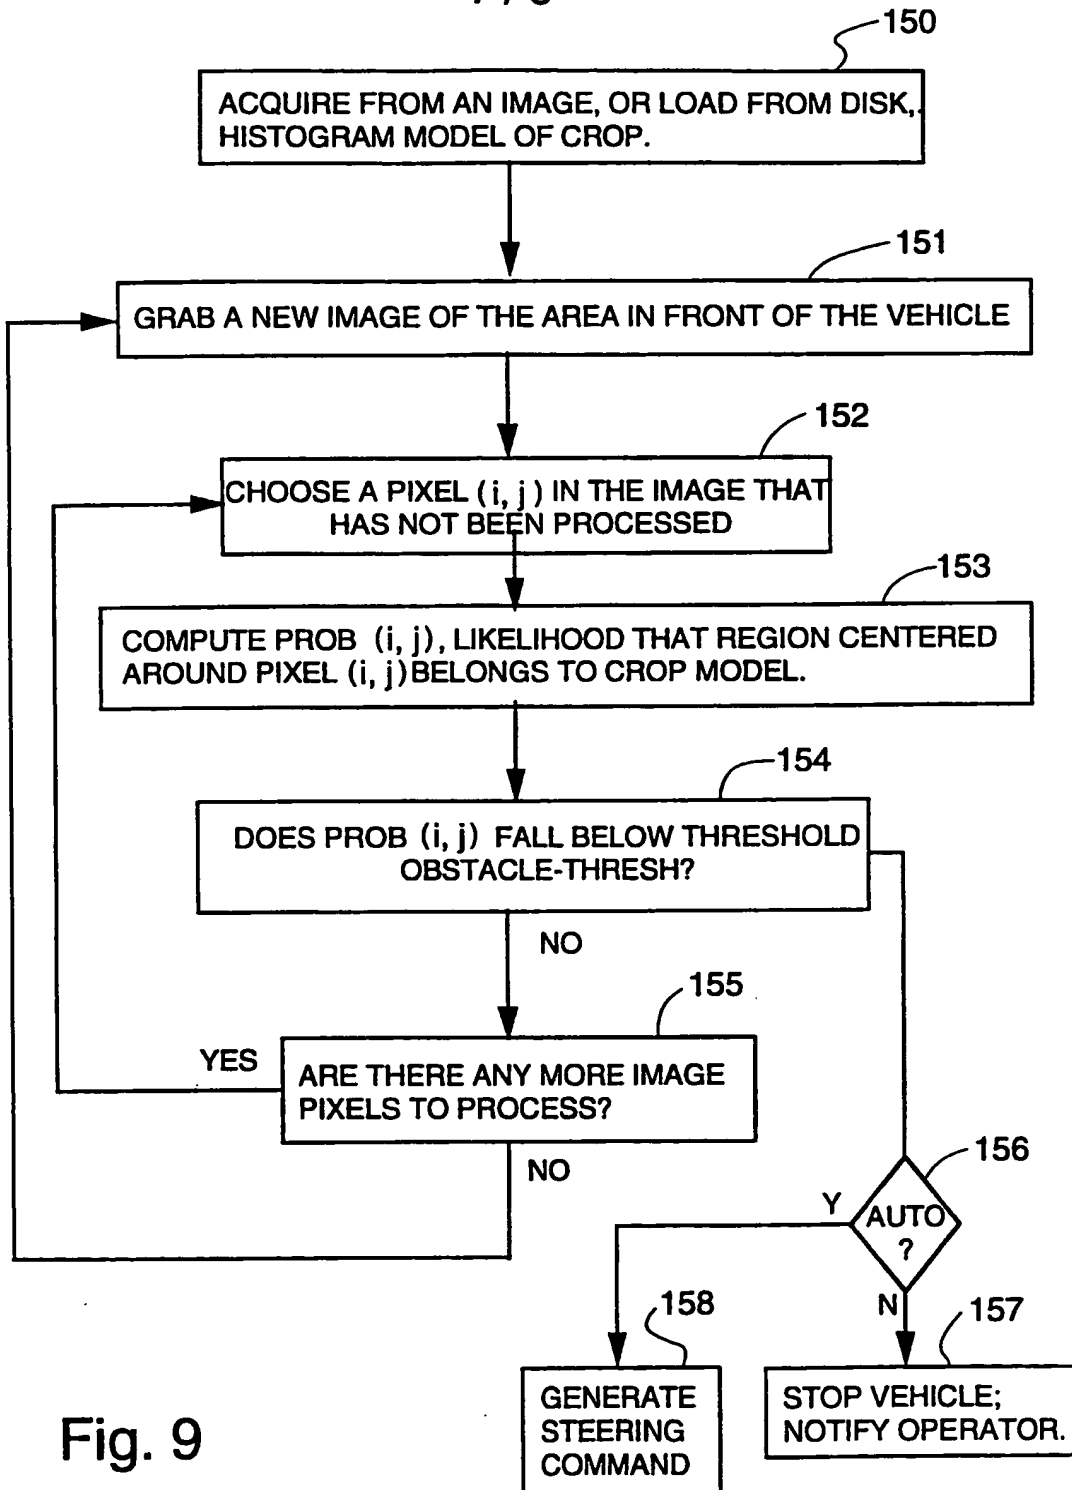 150
ACQUIRE FROM AN IMAGE, OR LOAD FROM DISK,.
HISTOGRAM MODEL OF CROP.
151
GRAB A NEW IMAGE OF THE AREA IN FRONT OF THE VEHICLE
152
CHOOSE A PIXEL (i, j) IN THE IMAGE THAT
HAS NOT BEEN PROCESSED
153
COMPUTE PROB (i, j), LIKELIHOOD THAT REGION CENTERED
AROUND PIXEL (i, j) BELONGS TO CROP MODEL.
154
DOES PROB (i, j) FALL BELOW THRESHOLD
OBSTACLE-THRESH?
NO
155
YES
ARE THERE ANY MORE IMAGE
PIXELS TO PROCESS?
NO
156
Y
AUTO
?
N
158
157
GENERATE
STEERING
COMMAND
STOP VEHICLE;
NOTIFY OPERATOR.
Fig. 9